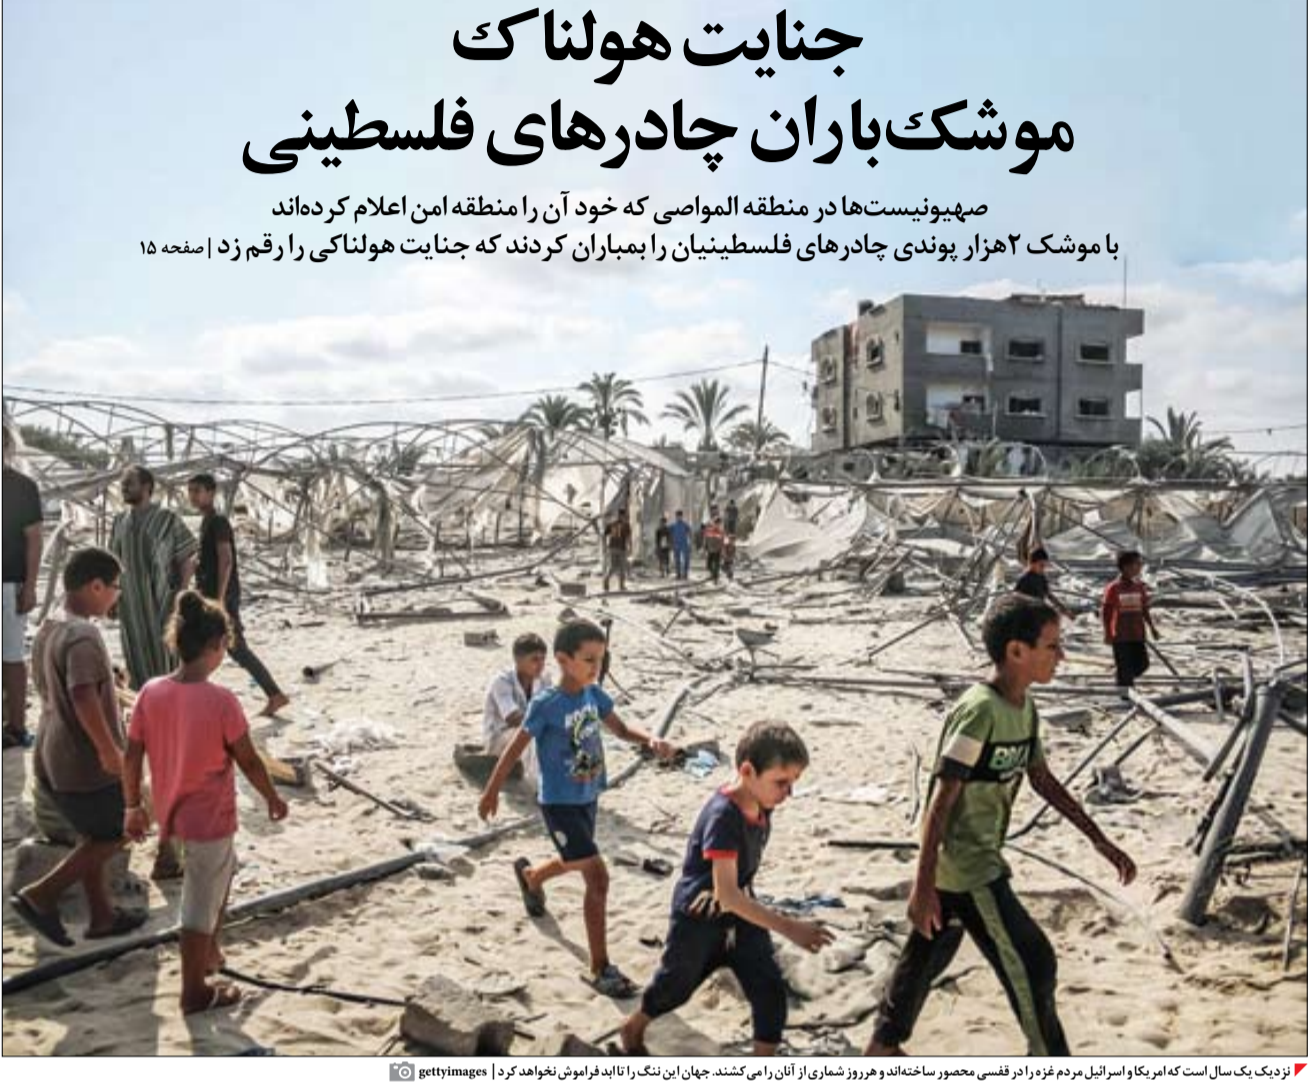 جنایت هولناک
موشک‌باران چادرهای فلسطینی
صهیونیست‌ها در منطقه المواصی که خود آن را منطقه امن اعلام کرده‌اند
با موشک ۲هزار پوندی چادرهای فلسطینیان را بمباران کردند که جنایت هولناکی را رقم زد | صفحه ۱۵
نزدیک یک سال است که امریکا و اسرائیل مردم غزه را در قفسی محصور ساخته‌اند و هر روز شماری از آنان را می‌کشند. جهان این ننگ را تا ابد فراموش نخواهد کرد | gettyimages